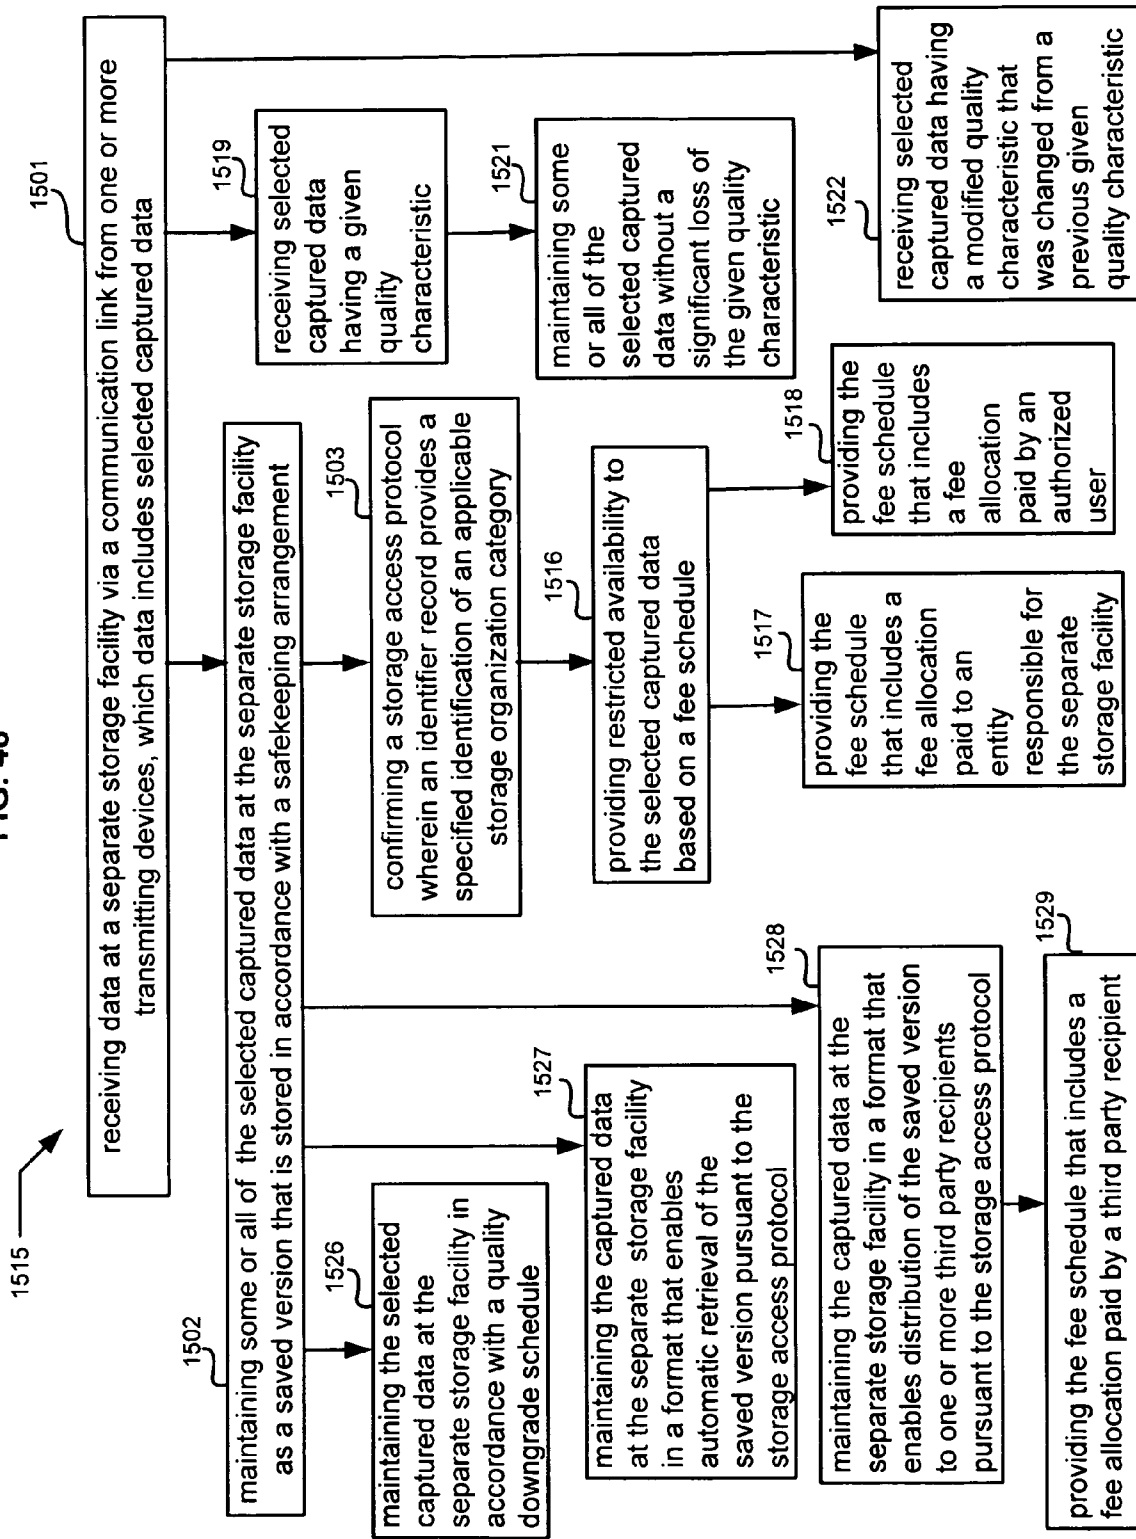 FIG.
1515
1501
receiving data at a separate storage facility via a communication link from one or more
transmitting devices, which data includes selected captured data
1502
maintaining some or all of the selected captured data at the separate storage facility
as a saved version that is stored in accordance with a safekeeping arrangement
1519
receiving selected
captured data
having a given
quality
characteristic
1521
maintaining some
or all of the
selected captured
data without a
significant loss of
the given quality
characteristic
1522
receiving selected
captured data having
a modified quality
characteristic that
was changed from a
previous given
quality characteristic
1503
confirming a storage access protocol
wherein an identifier record provides a
specified identification of an applicable
storage organization category
1516
providing restricted availability to
the selected captured data
based on a fee schedule
1517
providing the
fee schedule
that includes a
fee allocation
paid to an
entity
responsible for
the separate
storage facility
1518
providing the
fee schedule
that includes
a fee
allocation
paid by an
authorized
user
1526
maintaining the selected
captured data at the
separate storage facility in
accordance with a quality
downgrade schedule
1527
maintaining the captured data
at the separate storage facility
in a format that enables
automatic retrieval of the
saved version pursuant to the
storage access protocol
1528
maintaining the captured data at the
separate storage facility in a format that
enables distribution of the saved version
to one or more third party recipients
pursuant to the storage access protocol
1529
providing the fee schedule that includes a
fee allocation paid by a third party recipient